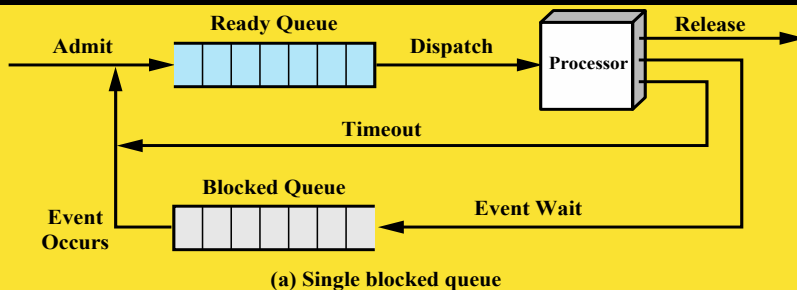 Ready Queue
Admit
Dispatch
Processor
Release
Timeout
Blocked Queue
Event Wait
Event
Occurs
(a) Single blocked queue